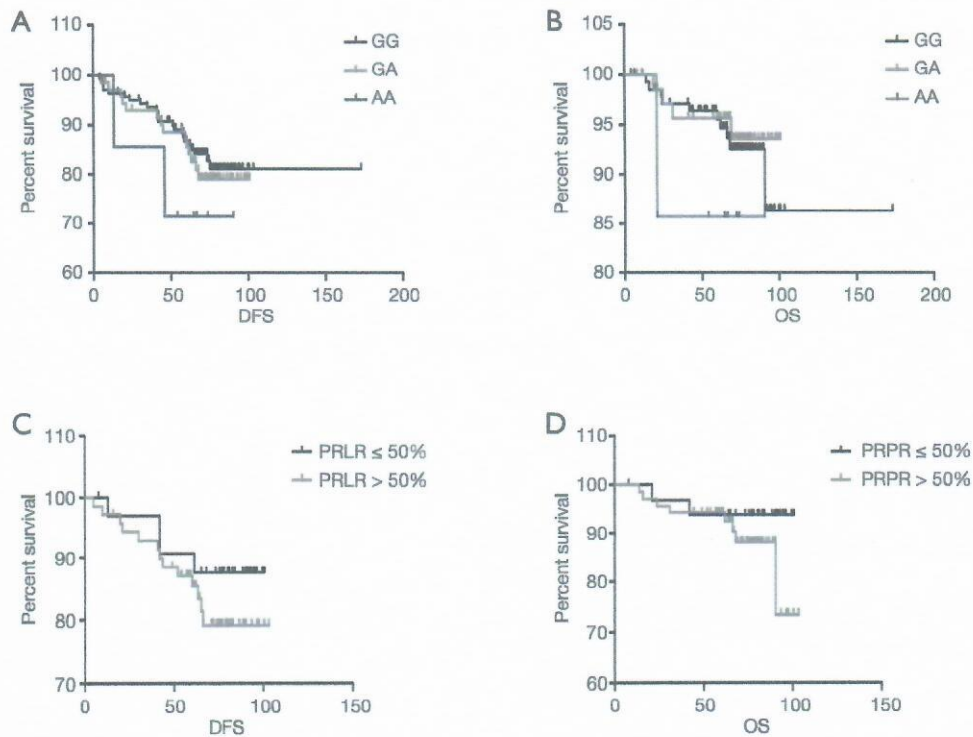 A
110
100
90
80
70
60
Percent survival
0
50
100
150
200
DFS
GG
GA
AA
B
105
100
95
90
85
80
Percent survival
0
50
100
150
200
OS
GG
GA
AA
C
110
100
90
80
70
Percent survival
0
50
100
150
DFS
PRLR ≤ 50%
PRLR > 50%
D
110
100
90
80
70
60
Percent survival
0
50
100
150
OS
PRPR ≤ 50%
PRPR > 50%